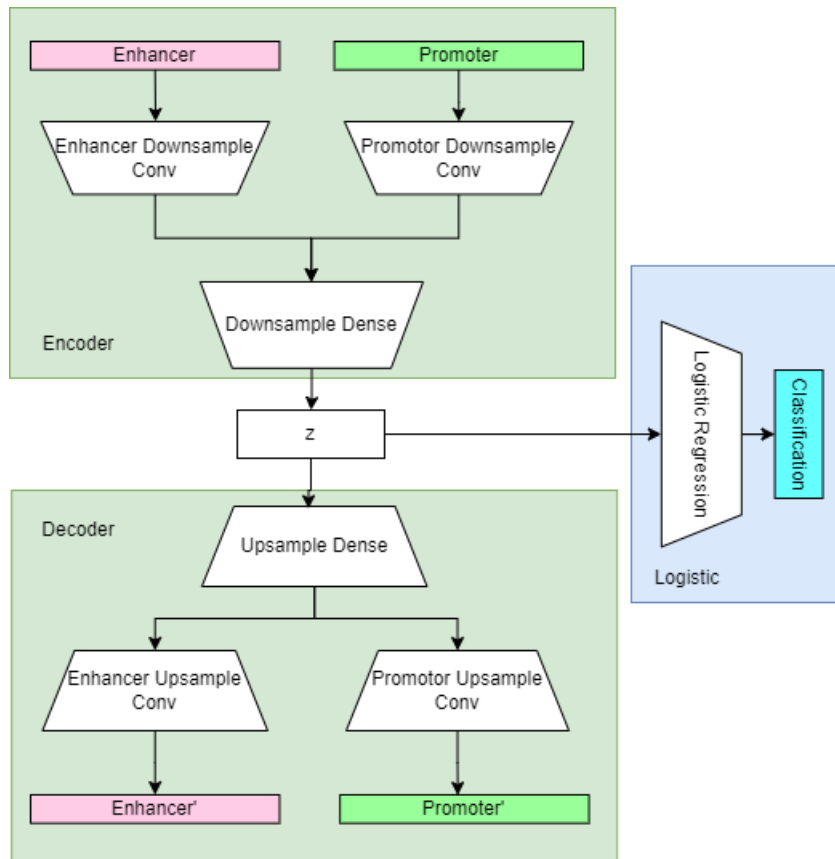 Enhancer
Promoter
Enhancer Downsample
Conv
Promotor Downsample
Conv
Downsample Dense
Encoder
z
Logistic Regression
Classification
Logistic
Decoder
Upsample Dense
Enhancer Upsample
Conv
Promotor Upsample
Conv
Enhancer'
Promoter'